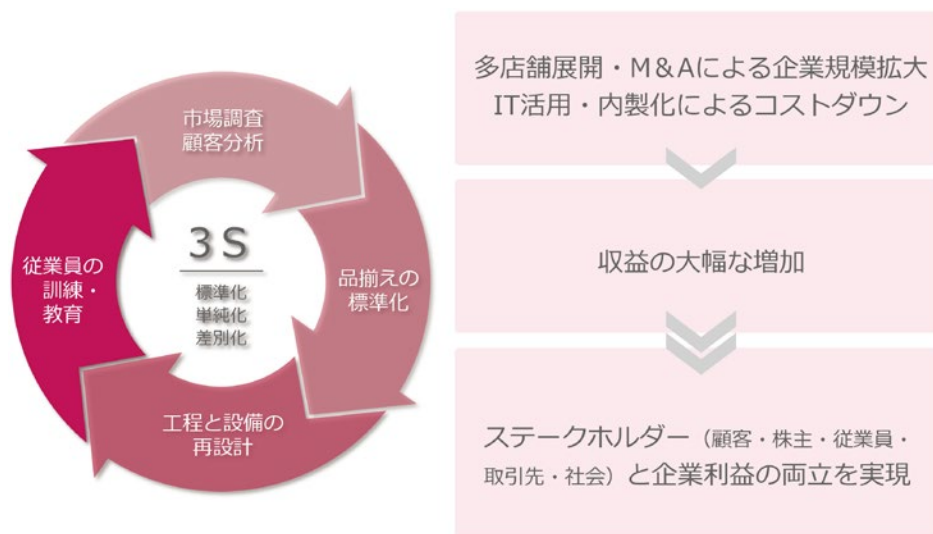 市場調査
顧客分析
品揃えの
標準化
工程と設備の
再設計
従業員の
訓練・
教育
3S
標準化
単純化
差別化
多店舗展開・M&Aによる企業規模拡大
IT活用・内製化によるコストダウン
収益の大幅な増加
ステークホルダー（顧客・株主・従業員・
取引先・社会）と企業利益の両立を実現